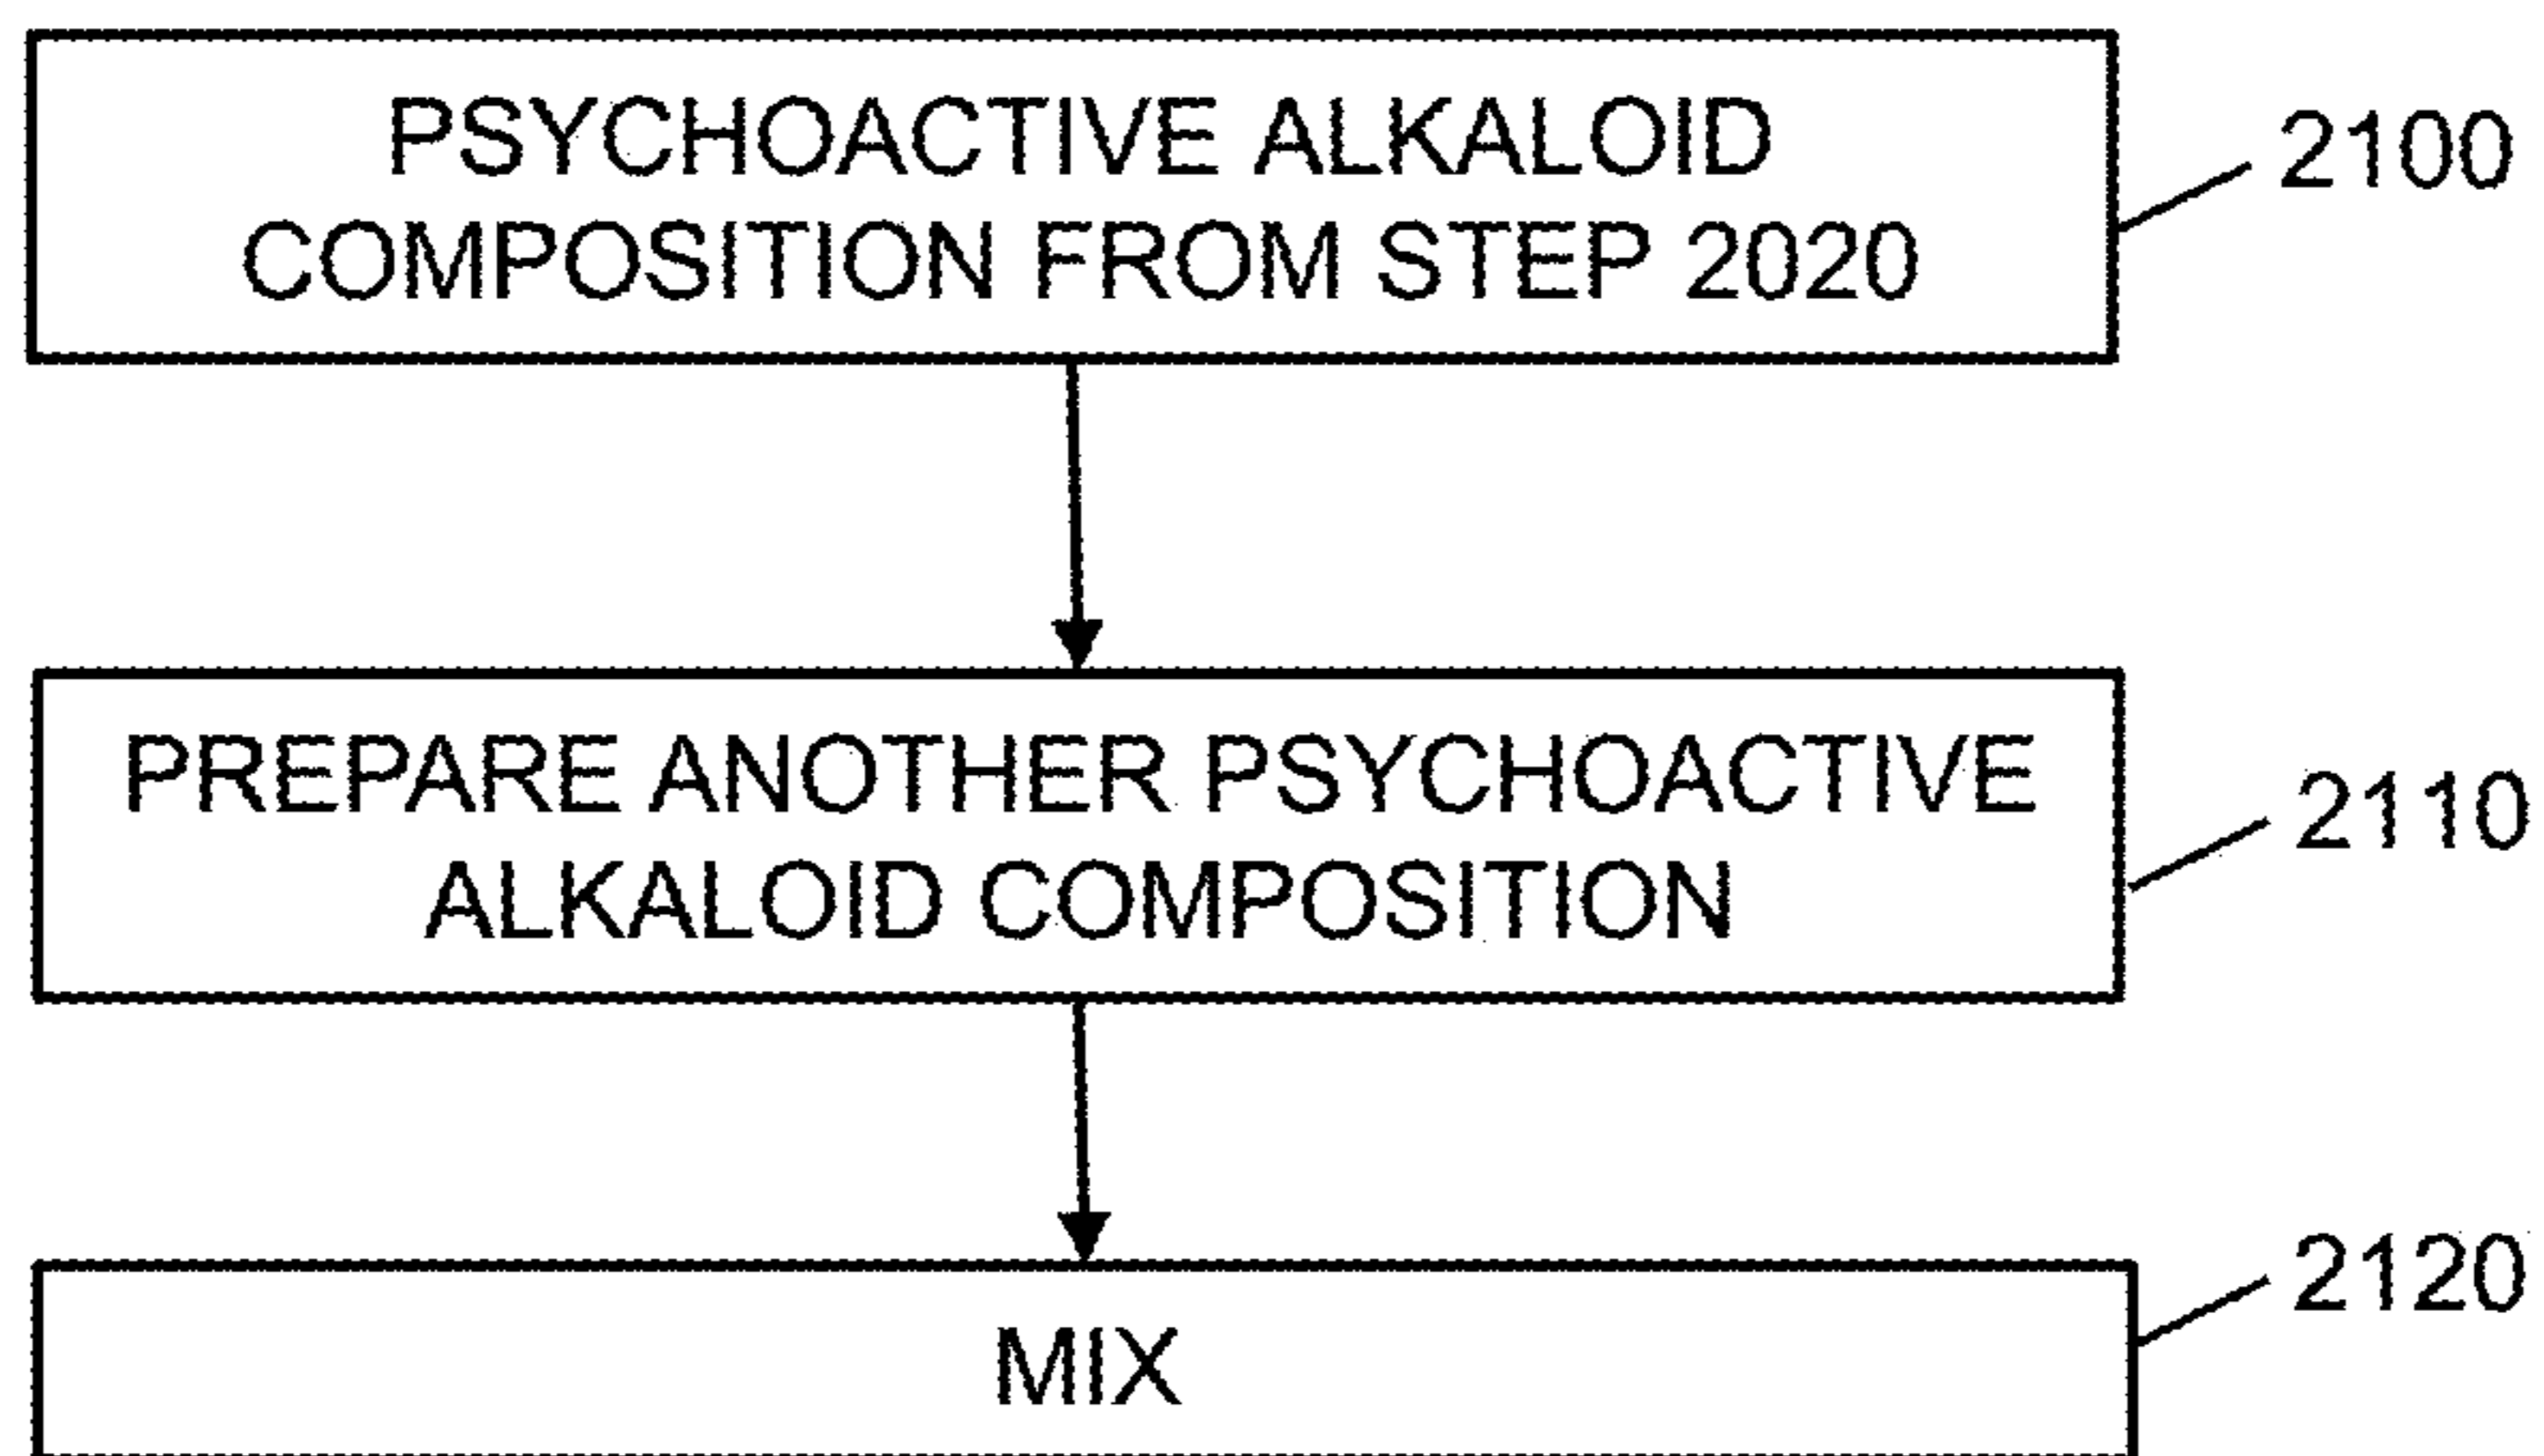 PSYCHOACTIVE ALKALOID
COMPOSITION FROM STEP 2020
2100
PREPARE ANOTHER PSYCHOACTIVE
ALKALOID COMPOSITION
2110
MIX
2120